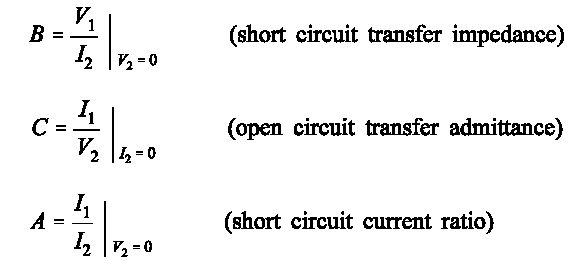 B = V₁ / I₂ |V₂ = 0 (short circuit transfer impedance)
C = I₁ / V₂ |I₂ = 0 (open circuit transfer admittance)
A = I₁ / I₂ |V₂ = 0 (short circuit current ratio)